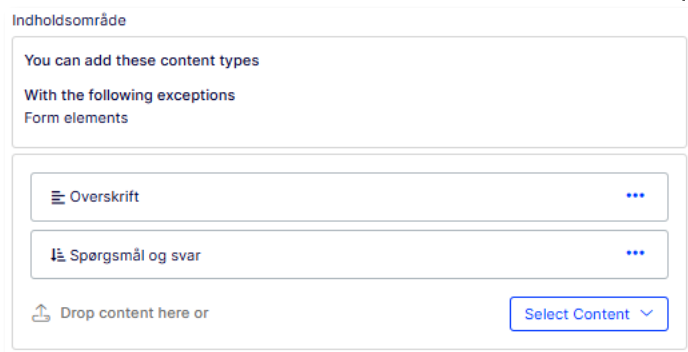 Indholdsområde
You can add these content types
With the following exceptions
Form elements
Overskrift
Spørgsmål og svar
Drop content here or
Select Content